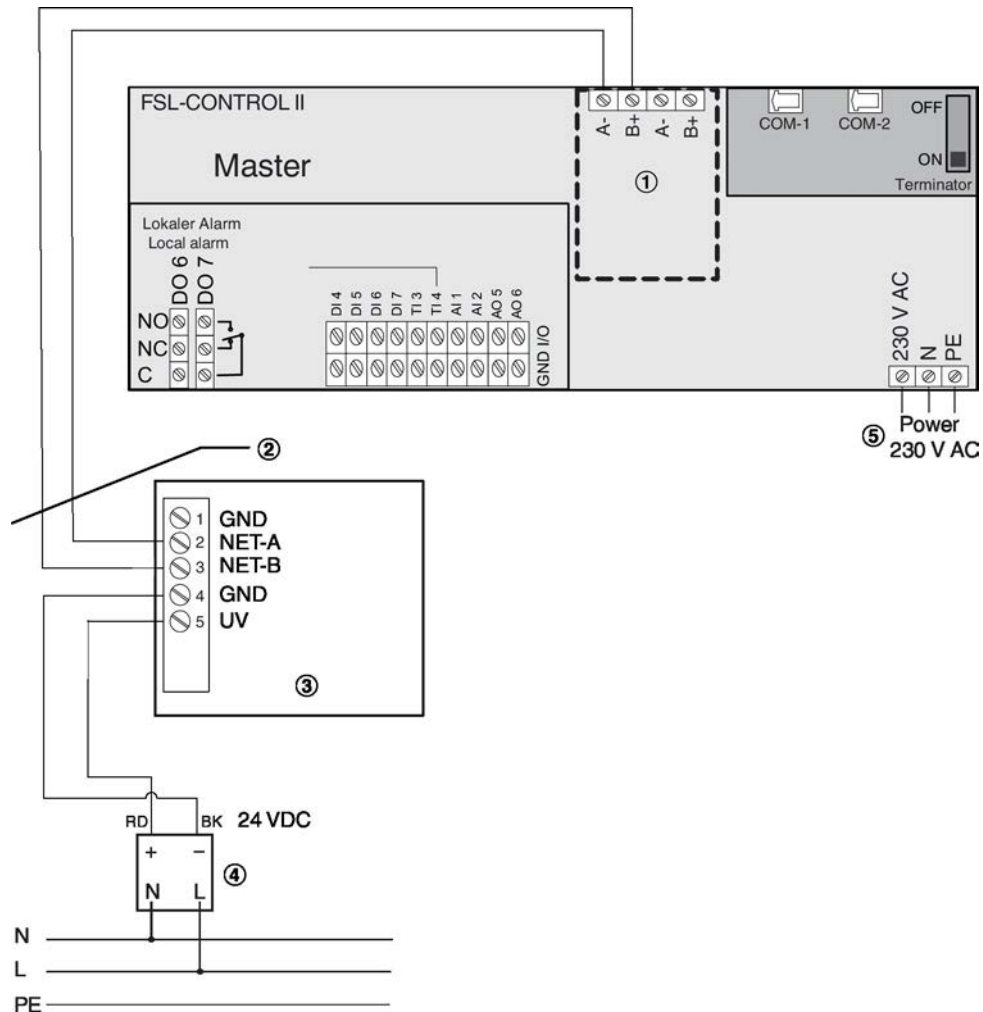 FSL-CONTROL II
Master
A-
B+
A-
B+
①
COM-1
COM-2
OFF
ON
Terminator
Lokaler Alarm
Local alarm
DO 6
DO 7
NO
NC
C
DI 4
DI 5
DI 6
DI 7
TI 3
TI 4
AI 1
AI 2
AO 5
AO 6
GND I/O
230 V AC
N
PE
⑤ Power
230 V AC
②
1 GND
2 NET-A
3 NET-B
4 GND
5 UV
③
RD
BK 24 VDC
+ −
④
N L
N
L
PE